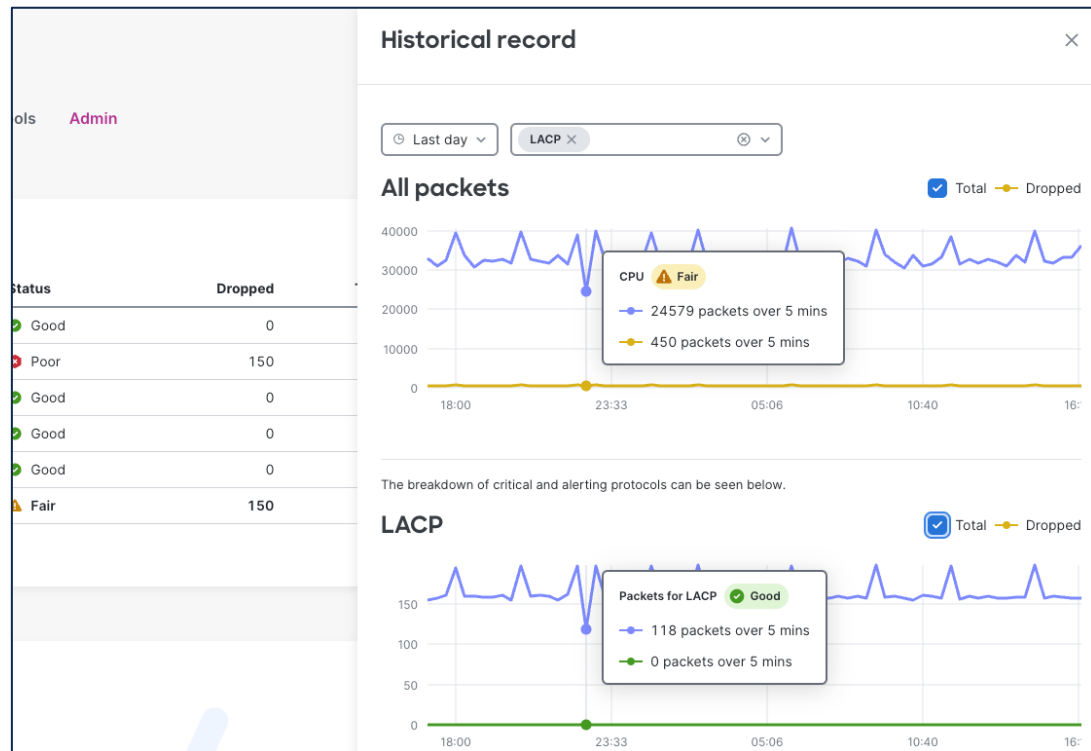 Historical record
ols Admin
Last day LACP
All packets
Total Dropped
40000
30000
20000
10000
0
CPU Fair
24579 packets over 5 mins
450 packets over 5 mins
18:00 23:33 05:06 10:40 16:
Status Dropped
Good 0
Poor 150
Good 0
Good 0
Good 0
Fair 150
The breakdown of critical and alerting protocols can be seen below.
LACP
Total Dropped
150
100
50
0
Packets for LACP Good
118 packets over 5 mins
0 packets over 5 mins
18:00 23:33 05:06 10:40 16: